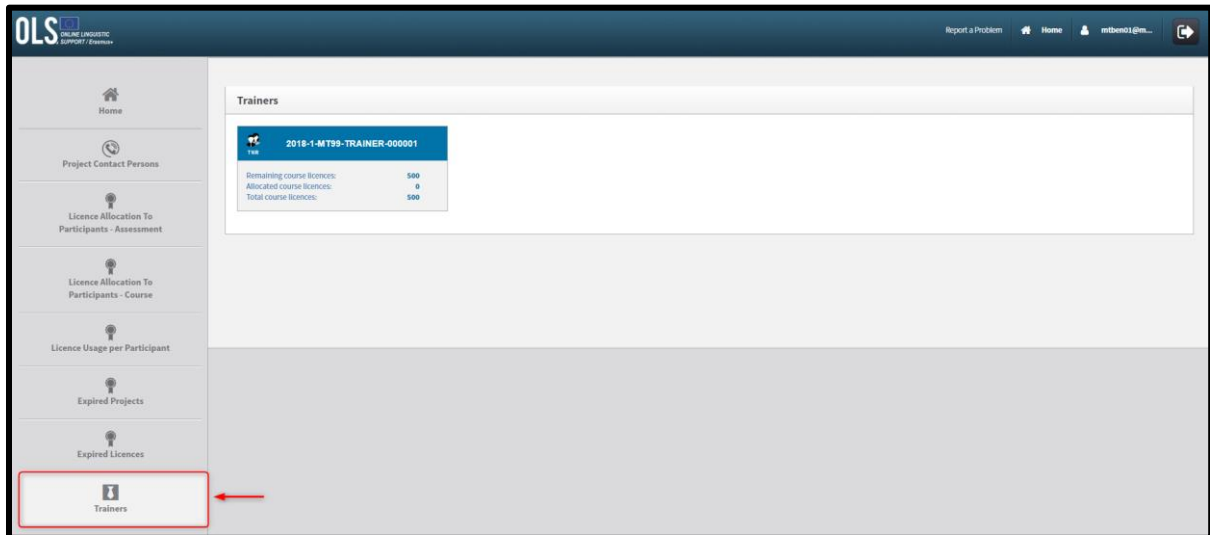 OLS ONLINE LINGUISTIC
SUPPORT / Erasmus+
Report a Problem Home mtben01@m...
Home
Project Contact Persons
Licence Allocation To
Participants - Assessment
Licence Allocation To
Participants - Course
Licence Usage per Participant
Expired Projects
Expired Licences
Trainers
Trainers
TNR 2018-1-MT99-TRAINER-000001
Remaining course licences: 500
Allocated course licences: 0
Total course licences: 500